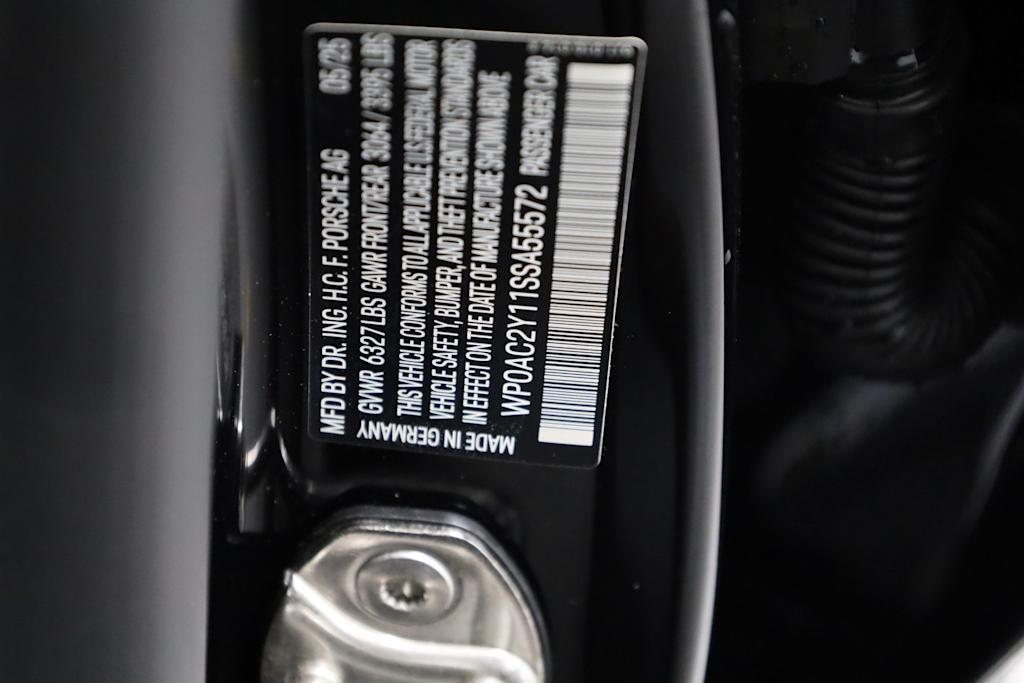 MFD BY DR. ING. H.C. F. PORSCHE AG 05/25
GVWR 6327 LBS GAWR FRONT/REAR 3064 / 3395 LBS
THIS VEHICLE CONFORMS TO ALL APPLICABLE US FEDERAL MOTOR
VEHICLE SAFETY, BUMPER, AND THEFT PREVENTION STANDARDS
IN EFFECT ON THE DATE OF MANUFACTURE SHOWN ABOVE.
WP0AC2Y11SSA55572 PASSENGER CAR
MADE IN GERMANY